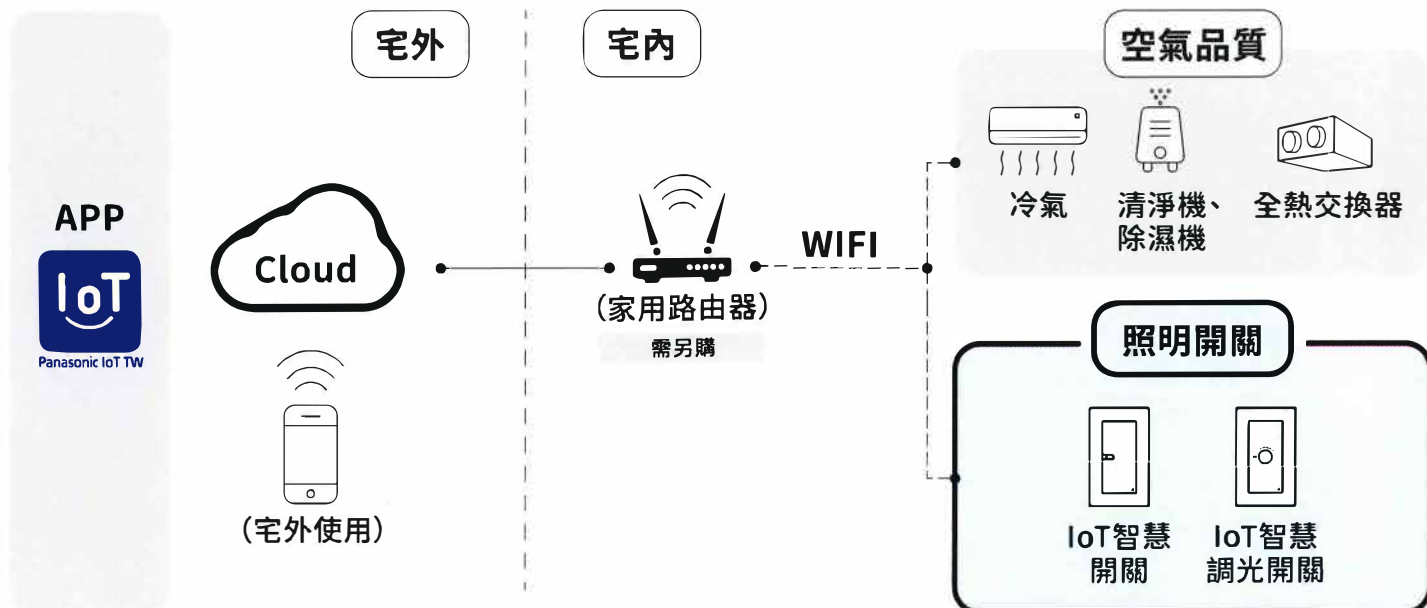 宅外
宅內
空氣品質
APP
IoT
Panasonic IoT TW
Cloud
(宅外使用)
(家用路由器)
需另購
WIFI
冷氣
清淨機、
除濕機
全熱交換器
照明開關
IoT智慧
開關
IoT智慧
調光開關